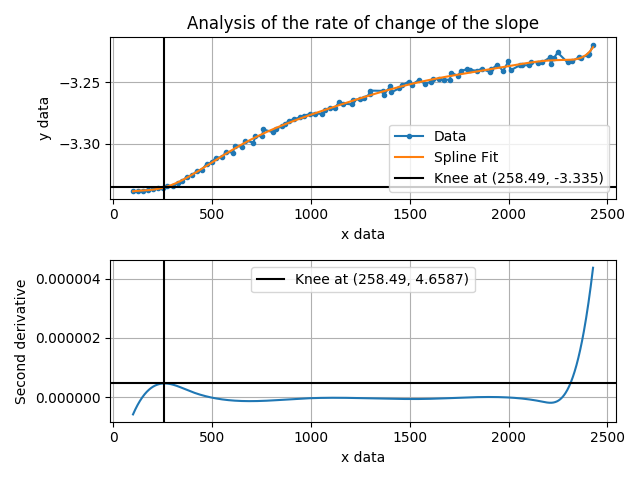 Analysis of the rate of change of the slope
y data
−3.25
−3.30
Data
Spline Fit
Knee at (258.49, -3.335)
0
500
1000
1500
2000
2500
x data
Second derivative
0.000004
0.000002
0.000000
Knee at (258.49, 4.6587)
0
500
1000
1500
2000
2500
x data